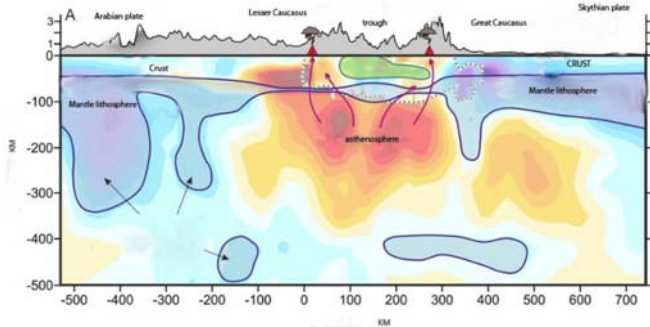 Arabian plate
Lesser Caucasus
trough
Great Caucasus
Skythian plate
A
3
2
1
0
0
Crust
CRUST
Mantle lithosphere
Mantle lithosphere
-100
asthenosphere
-200
KM
-300
-400
-500
-500 -400 -300 -200 -100 0 100 200 300 400 500 600 700
KM